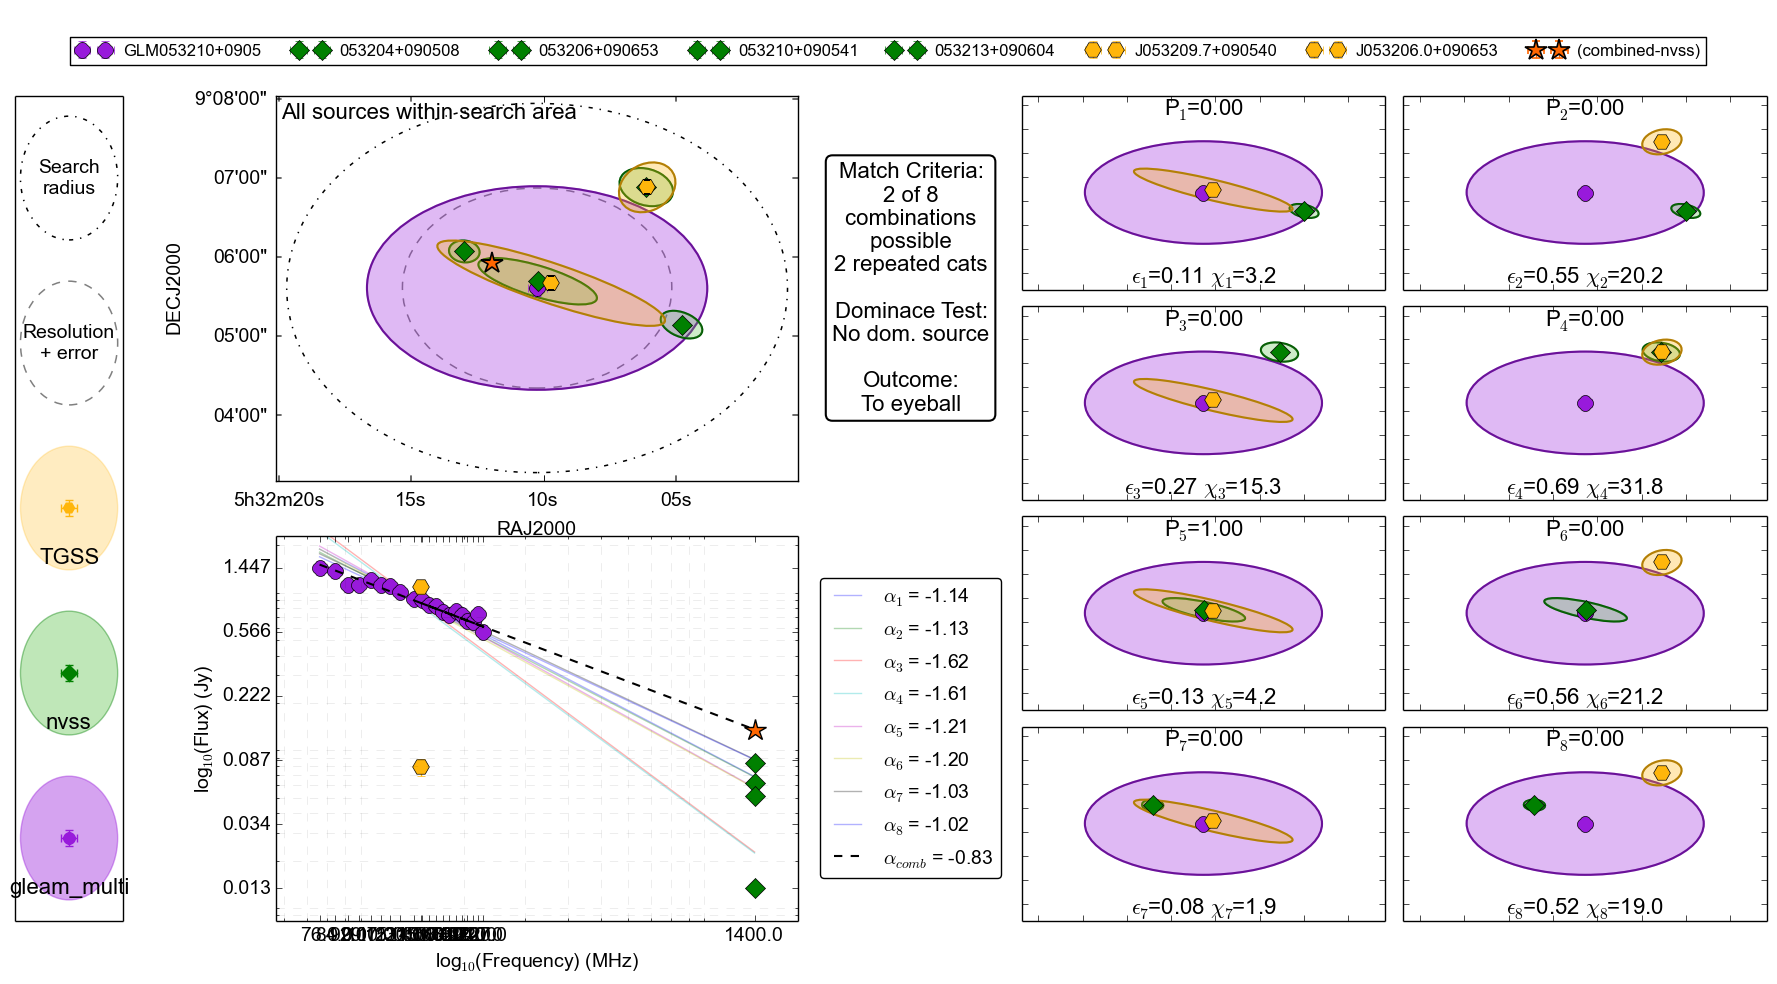 GLM053210+0905 053204+090508 053206+090653 053210+090541 053213+090604 J053209.7+090540 J053206.0+090653 (combined-nvss)
Search
radius
Resolution
+ error
TGSS
nvss
gleam_multi
All sources within search area
9°08'00"
07'00"
06'00"
05'00"
04'00"
DECJ2000
5h32m20s 15s 10s 05s
RAJ2000
Match Criteria:
2 of 8
combinations
possible
2 repeated cats
Dominace Test:
No dom. source
Outcome:
To eyeball
1.447
0.566
0.222
0.087
0.034
0.013
log10(Flux) (Jy)
1400.0
log10(Frequency) (MHz)
α1 = -1.14
α2 = -1.13
α3 = -1.62
α4 = -1.61
α5 = -1.21
α6 = -1.20
α7 = -1.03
α8 = -1.02
αcomb = -0.83
P1=0.00
ϵ1=0.11 χ1=3.2
P2=0.00
ϵ2=0.55 χ2=20.2
P3=0.00
ϵ3=0.27 χ3=15.3
P4=0.00
ϵ4=0.69 χ4=31.8
P5=1.00
ϵ5=0.13 χ5=4.2
P6=0.00
ϵ6=0.56 χ6=21.2
P7=0.00
ϵ7=0.08 χ7=1.9
P8=0.00
ϵ8=0.52 χ8=19.0